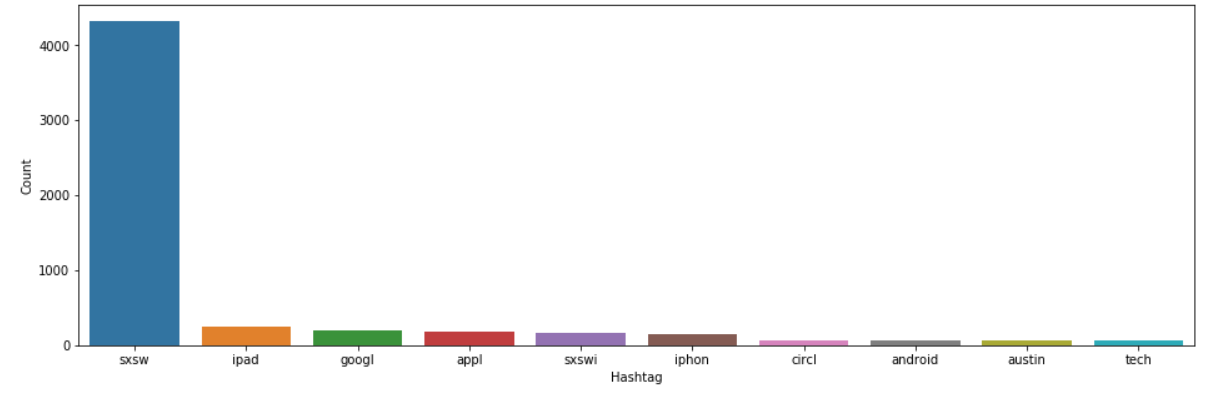 4000
3000
2000
1000
0
Count
sxsw ipad googl appl sxswi iphon circl android austin tech
Hashtag